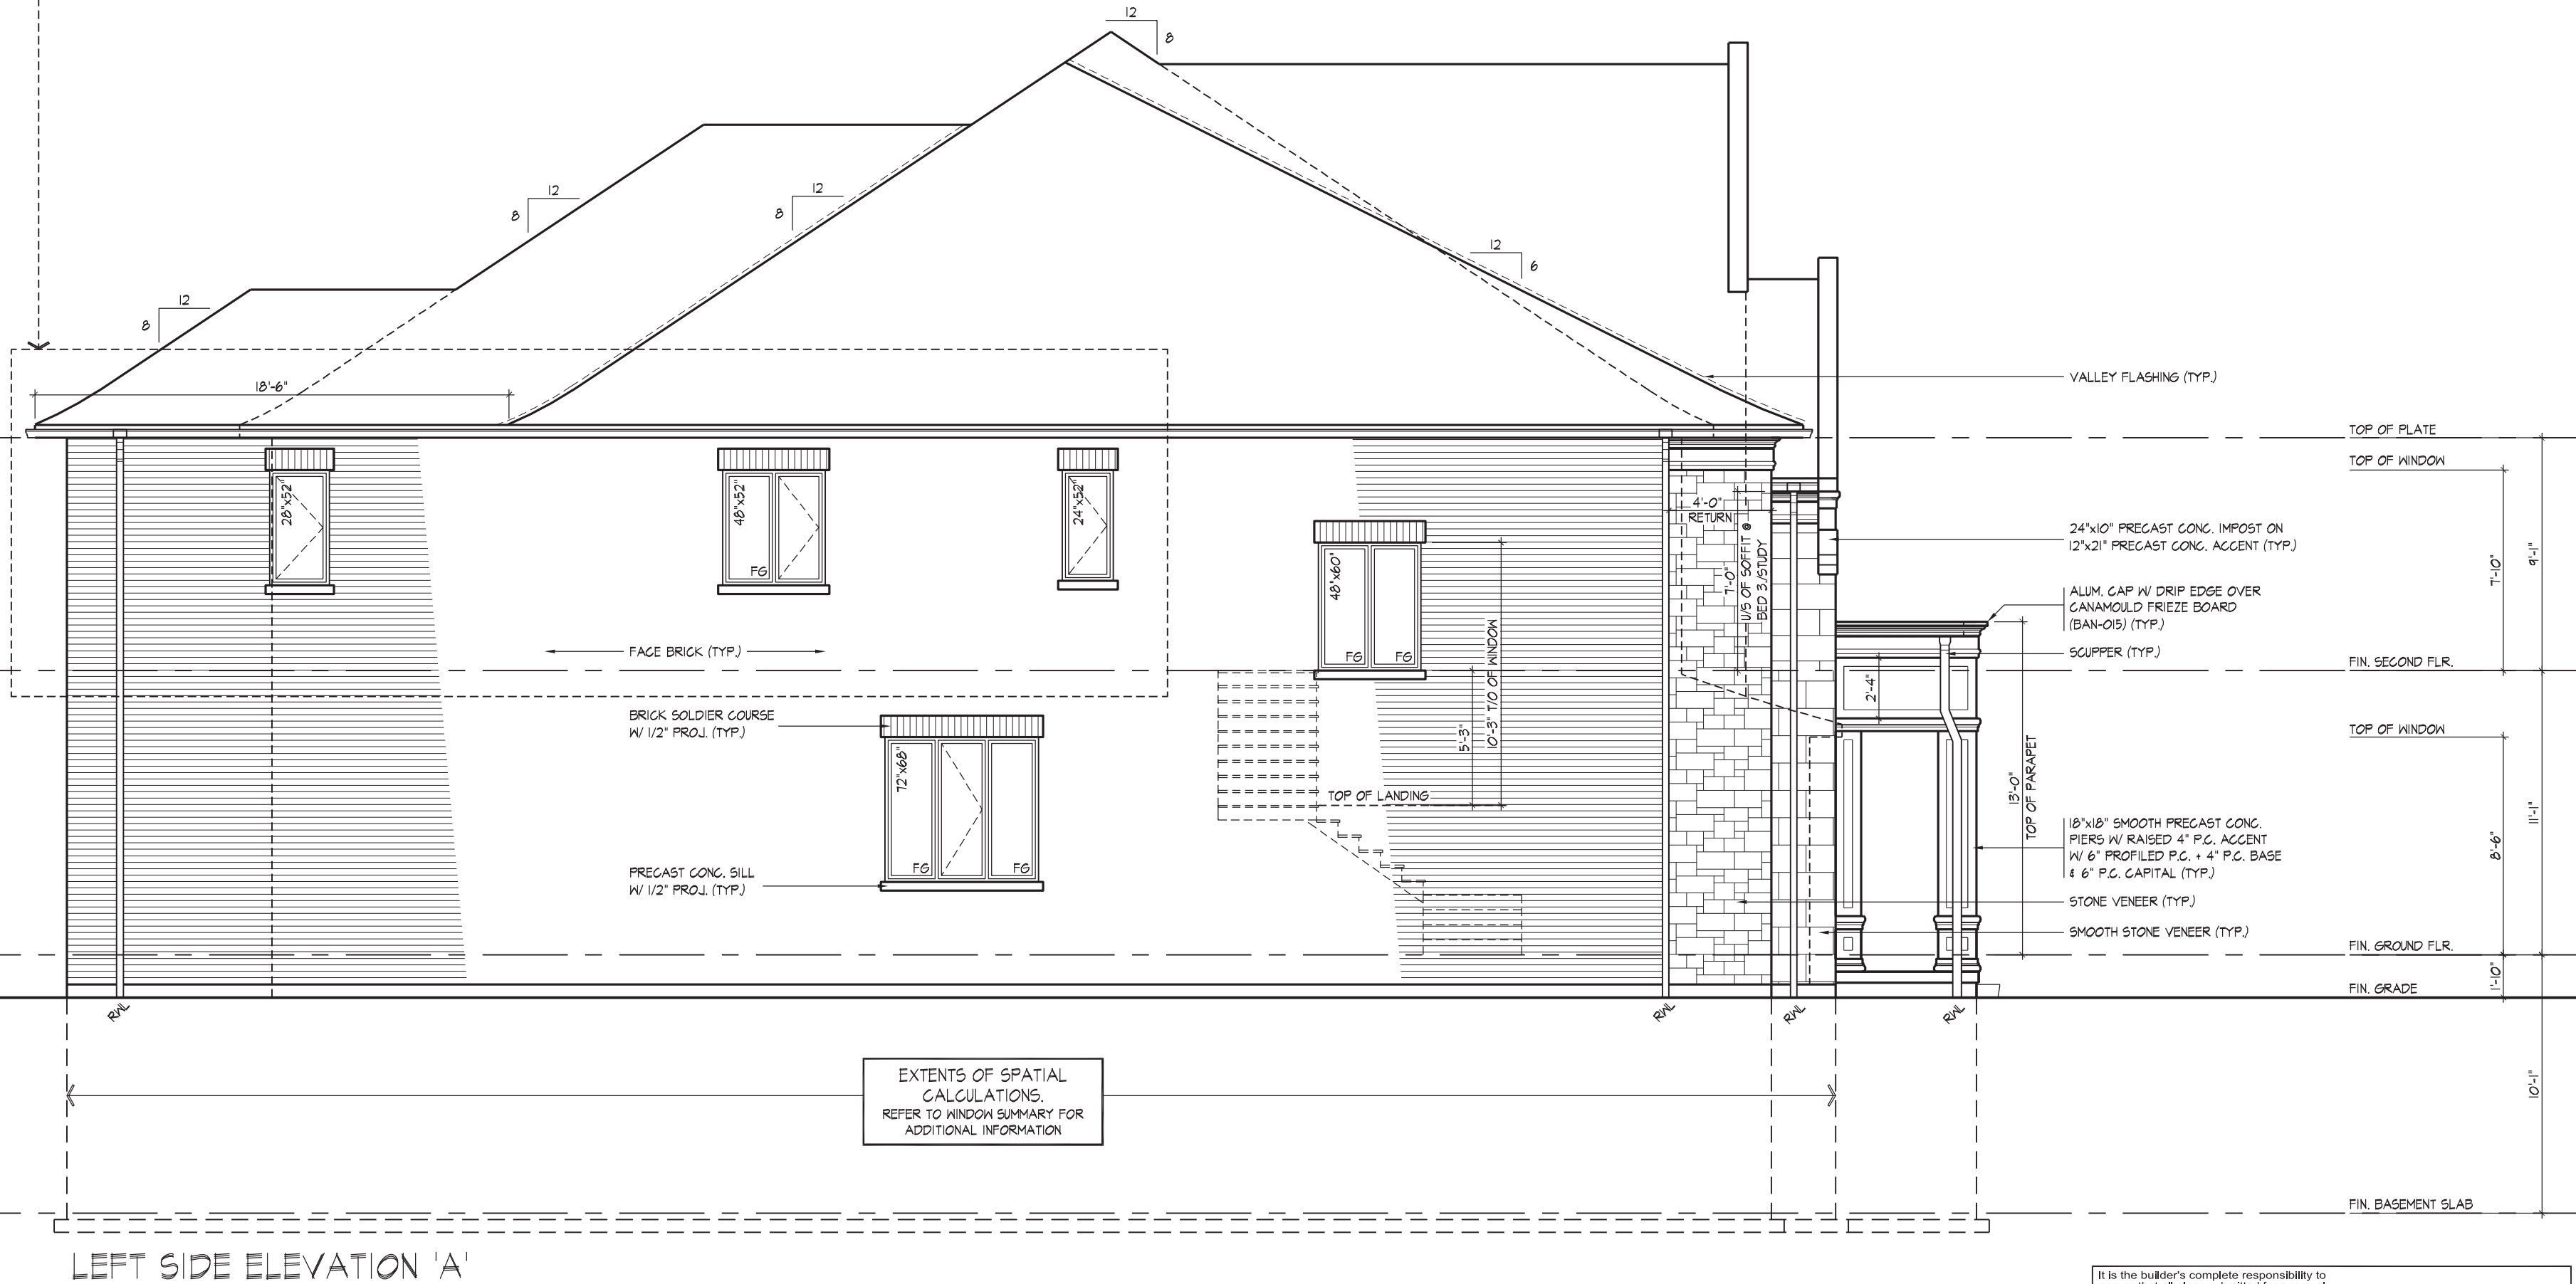 12
8
12
8
12
8
12
6
12
8
18'-6"
VALLEY FLASHING (TYP.)
TOP OF PLATE
TOP OF WINDOW
28"x52"
48"x52"
FG
24"x52"
48"x60"
FG
FG
4'-0"
RETURN
7'-0"
U/S OF SOFFIT @
BED 3./STUDY
24"x10" PRECAST CONC. IMPOST ON
12"x21" PRECAST CONC. ACCENT (TYP.)
7'-10"
9'-1"
ALUM. CAP W/ DRIP EDGE OVER
CANAMOULD FRIEZE BOARD
(BAN-015) (TYP.)
SCUPPER (TYP.)
FACE BRICK (TYP.)
FIN. SECOND FLR.
2'-4"
BRICK SOLDIER COURSE
W/ 1/2" PROJ. (TYP.)
72"x68"
FG
FG
5'-3"
10'-3" T/O OF WINDOW
TOP OF WINDOW
TOP OF LANDING
13'-0"
TOP OF PARAPET
18"x18" SMOOTH PRECAST CONC.
PIERS W/ RAISED 4" P.C. ACCENT
W/ 6" PROFILED P.C. + 4" P.C. BASE
& 6" P.C. CAPITAL (TYP.)
8'-6"
11'-1"
PRECAST CONC. SILL
W/ 1/2" PROJ. (TYP.)
STONE VENEER (TYP.)
SMOOTH STONE VENEER (TYP.)
FIN. GROUND FLR.
1'-10"
FIN. GRADE
RWL
RWL
RWL
RWL
EXTENTS OF SPATIAL
CALCULATIONS.
REFER TO WINDOW SUMMARY FOR
ADDITIONAL INFORMATION
10'-1"
FIN. BASEMENT SLAB
LEFT SIDE ELEVATION 'A'
It is the builder's complete responsibility to